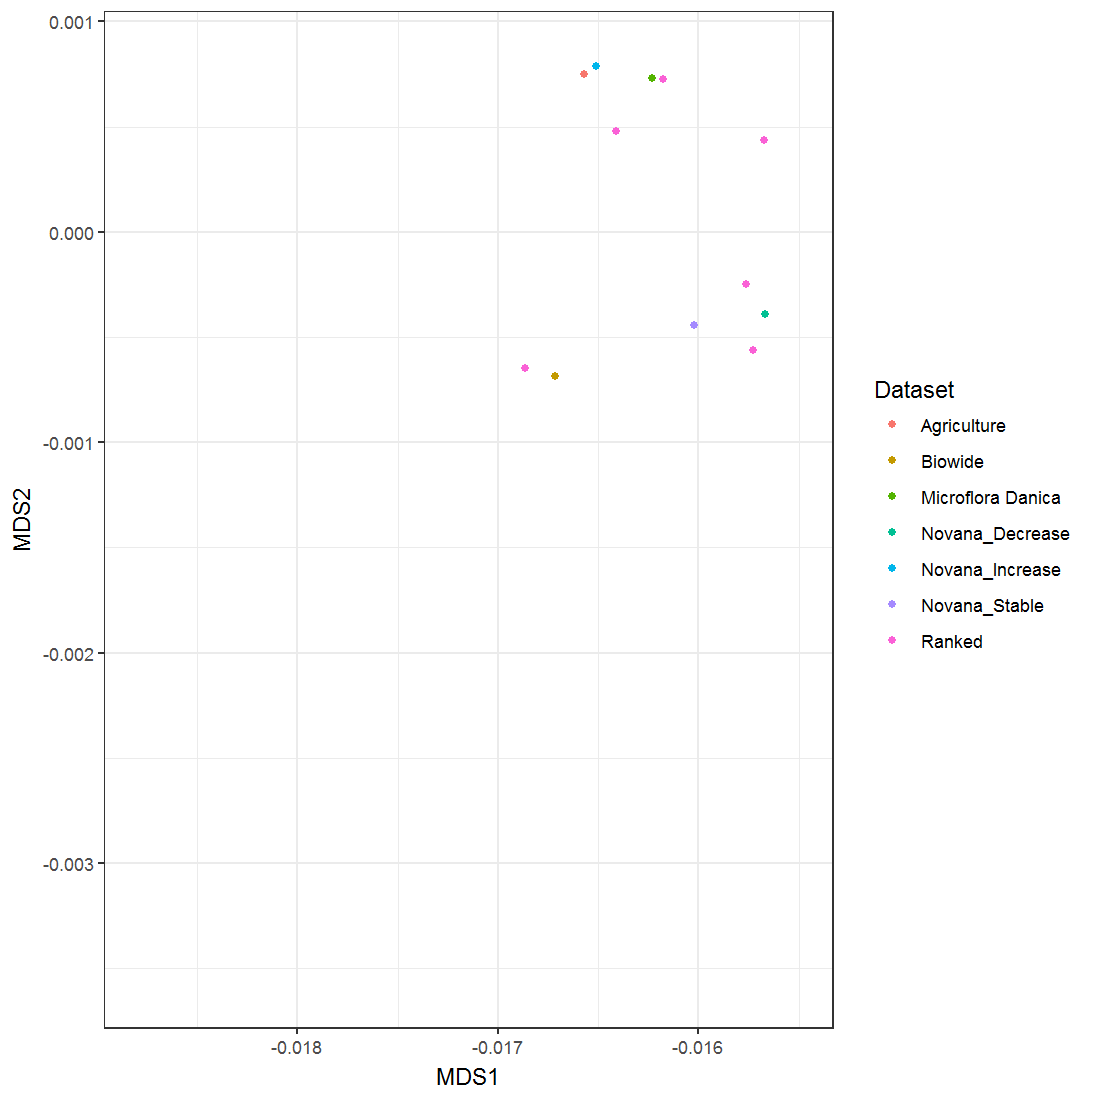 0.001
0.000
-0.001
-0.002
-0.003
MDS2
-0.018
-0.017
-0.016
MDS1
Dataset
Agriculture
Biowide
Microflora Danica
Novana_Decrease
Novana_Increase
Novana_Stable
Ranked